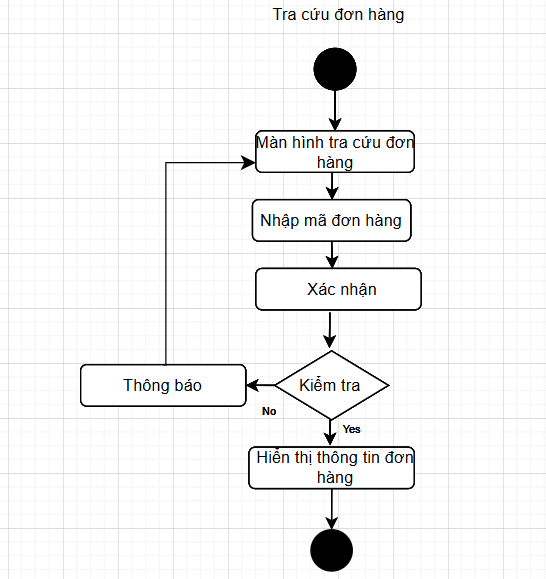 Tra cứu đơn hàng
Màn hình tra cứu đơn
hàng
Nhập mã đơn hàng
Xác nhận
Kiểm tra
Thông báo
No
Yes
Hiển thị thông tin đơn
hàng